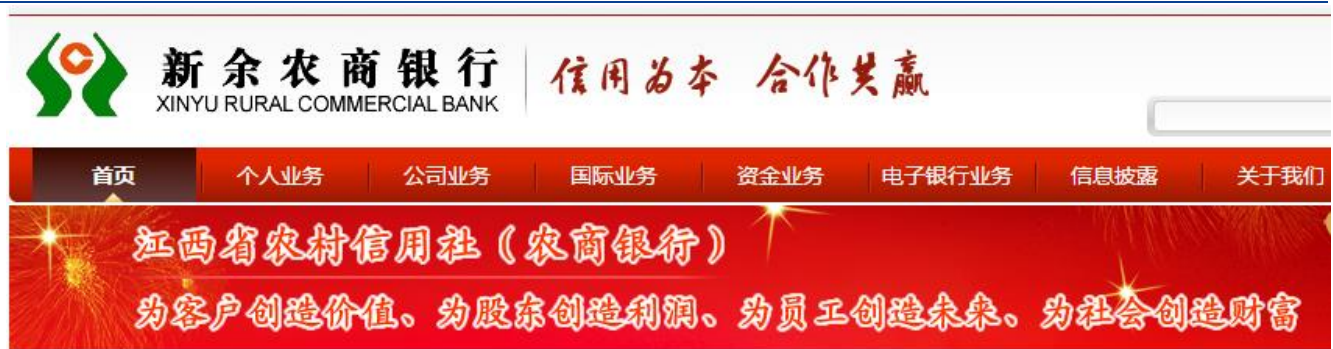 新余农商银行
XINYU RURAL COMMERCIAL BANK
信用为本 合作共赢
首页 个人业务 公司业务 国际业务 资金业务 电子银行业务 信息披露 关于我们
江西省农村信用社（农商银行）
为客户创造价值、为股东创造利润、为员工创造未来、为社会创造财富